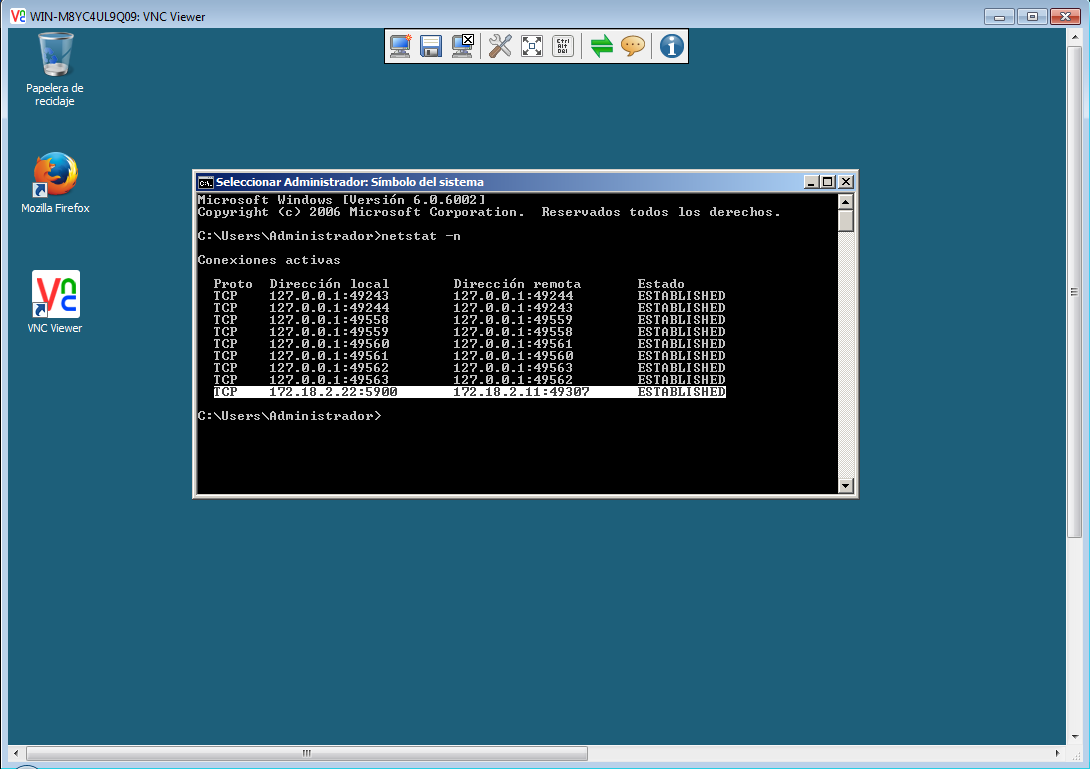 WIN-M8YC4UL9Q09: VNC Viewer
Ctrl
Alt
Del
Papelera de
reciclaje
Mozilla Firefox
VNC Viewer
Seleccionar Administrador: Símbolo del sistema
Microsoft Windows [Versión 6.0.6002]
Copyright (c) 2006 Microsoft Corporation.  Reservados todos los derechos.
C:\Users\Administrador>netstat -n
Conexiones activas
Proto  Dirección local  Dirección remota  Estado
TCP  127.0.0.1:49243  127.0.0.1:49244  ESTABLISHED
TCP  127.0.0.1:49244  127.0.0.1:49243  ESTABLISHED
TCP  127.0.0.1:49558  127.0.0.1:49559  ESTABLISHED
TCP  127.0.0.1:49559  127.0.0.1:49558  ESTABLISHED
TCP  127.0.0.1:49560  127.0.0.1:49561  ESTABLISHED
TCP  127.0.0.1:49561  127.0.0.1:49560  ESTABLISHED
TCP  127.0.0.1:49562  127.0.0.1:49563  ESTABLISHED
TCP  127.0.0.1:49563  127.0.0.1:49562  ESTABLISHED
TCP  172.18.2.22:5900  172.18.2.11:49307  ESTABLISHED
C:\Users\Administrador>